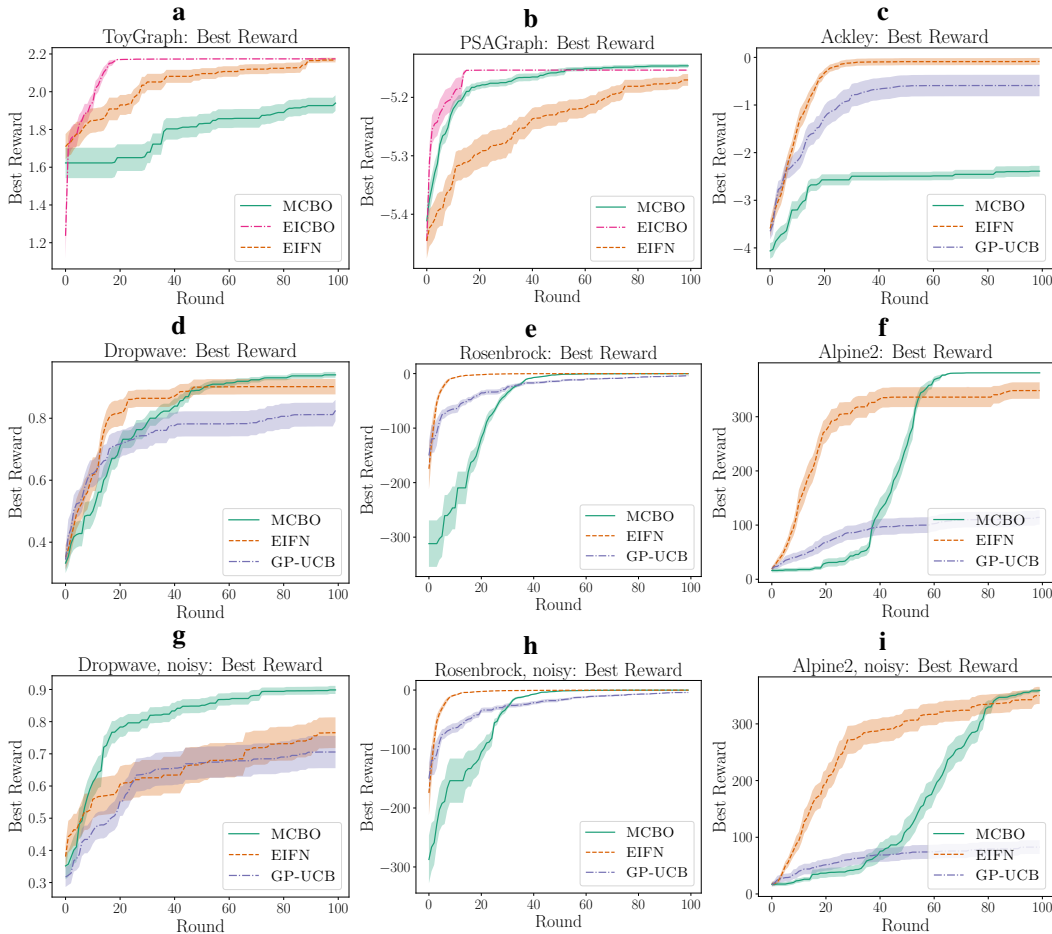 a
ToyGraph: Best Reward
Best Reward
2.2
2.0
1.8
1.6
1.4
1.2
MCBO
EICBO
EIFN
0 20 40 60 80 100
Round
b
PSAGraph: Best Reward
Best Reward
−5.2
−5.3
−5.4
MCBO
EICBO
EIFN
0 20 40 60 80 100
Round
c
Ackley: Best Reward
Best Reward
0
−1
−2
−3
−4
MCBO
EIFN
GP-UCB
0 20 40 60 80 100
Round
d
Dropwave: Best Reward
Best Reward
0.8
0.6
0.4
MCBO
EIFN
GP-UCB
0 20 40 60 80 100
Round
e
Rosenbrock: Best Reward
Best Reward
0
−100
−200
−300
MCBO
EIFN
GP-UCB
0 20 40 60 80 100
Round
f
Alpine2: Best Reward
Best Reward
300
200
100
0
MCBO
EIFN
GP-UCB
0 20 40 60 80 100
Round
g
Dropwave, noisy: Best Reward
Best Reward
0.9
0.8
0.7
0.6
0.5
0.4
0.3
MCBO
EIFN
GP-UCB
0 20 40 60 80 100
Round
h
Rosenbrock, noisy: Best Reward
Best Reward
0
−100
−200
−300
MCBO
EIFN
GP-UCB
0 20 40 60 80 100
Round
i
Alpine2, noisy: Best Reward
Best Reward
300
200
100
0
MCBO
EIFN
GP-UCB
0 20 40 60 80 100
Round